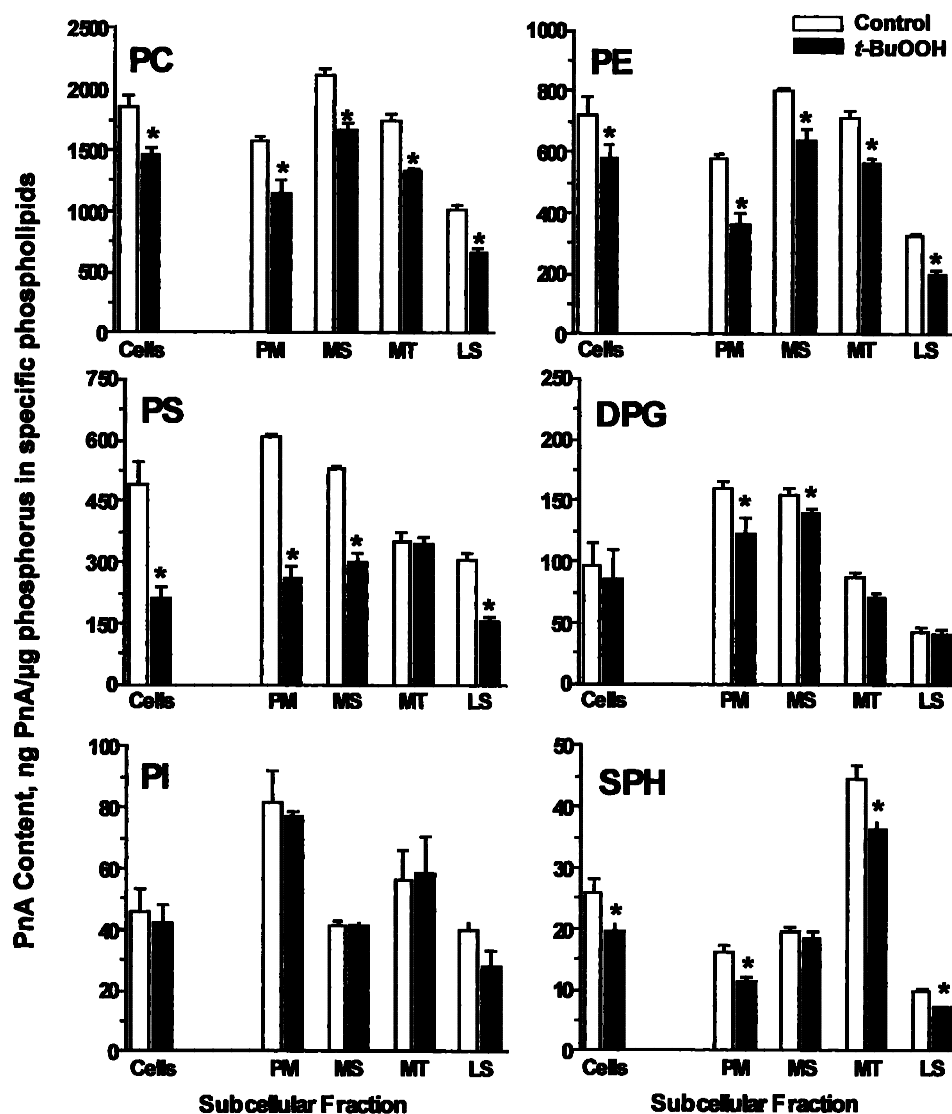 Control
t-BuOOH
PnA Content, ng PnA/µg phosphorus in specific phospholipids
PC
2500
2000
1500
1000
500
0
Cells PM MS MT LS
* * * * *
PE
1000
800
600
400
200
0
Cells PM MS MT LS
* * * * *
PS
750
600
450
300
150
0
Cells PM MS MT LS
* * * *
DPG
250
200
150
100
50
0
Cells PM MS MT LS
* *
PI
100
80
60
40
20
0
Cells PM MS MT LS
Subcellular Fraction
SPH
50
40
30
20
10
0
Cells PM MS MT LS
* * * *
Subcellular Fraction